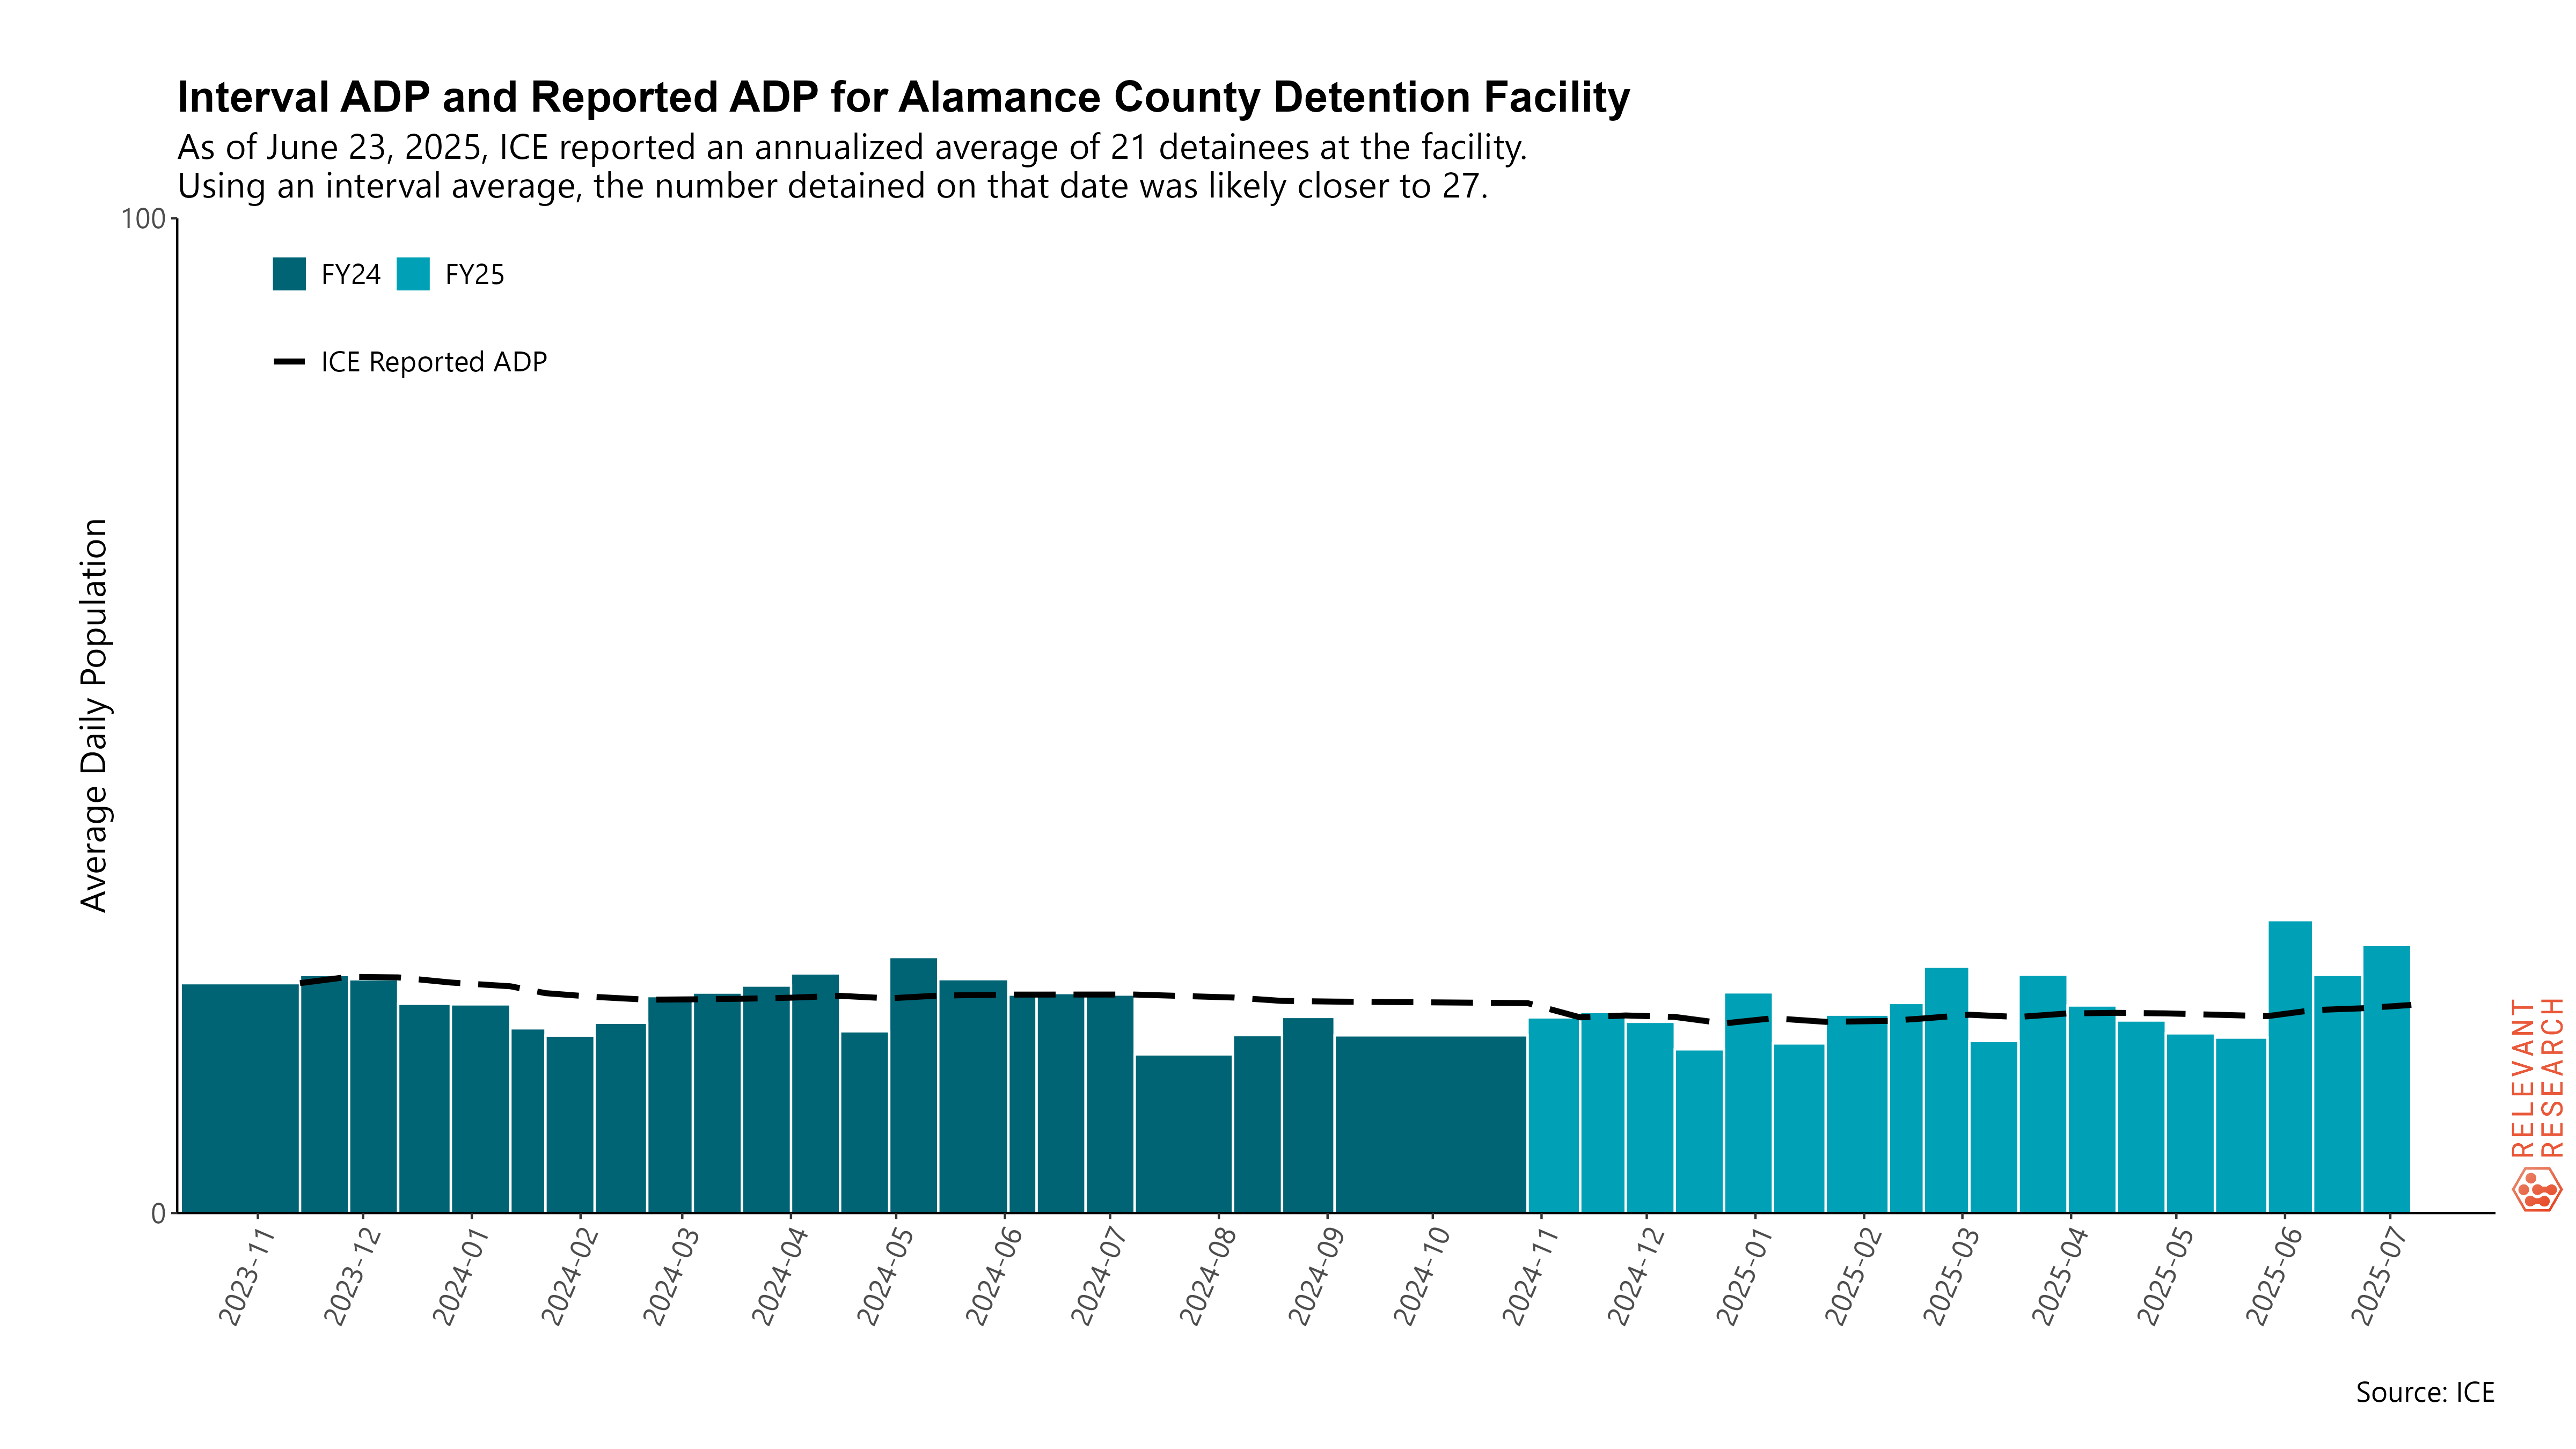 Interval ADP and Reported ADP for Alamance County Detention Facility
As of June 23, 2025, ICE reported an annualized average of 21 detainees at the facility.
Using an interval average, the number detained on that date was likely closer to 27.
100
FY24 FY25
ICE Reported ADP
Average Daily Population
0
2023-11
2023-12
2024-01
2024-02
2024-03
2024-04
2024-05
2024-06
2024-07
2024-08
2024-09
2024-10
2024-11
2024-12
2025-01
2025-02
2025-03
2025-04
2025-05
2025-06
2025-07
RELEVANT
RESEARCH
Source: ICE